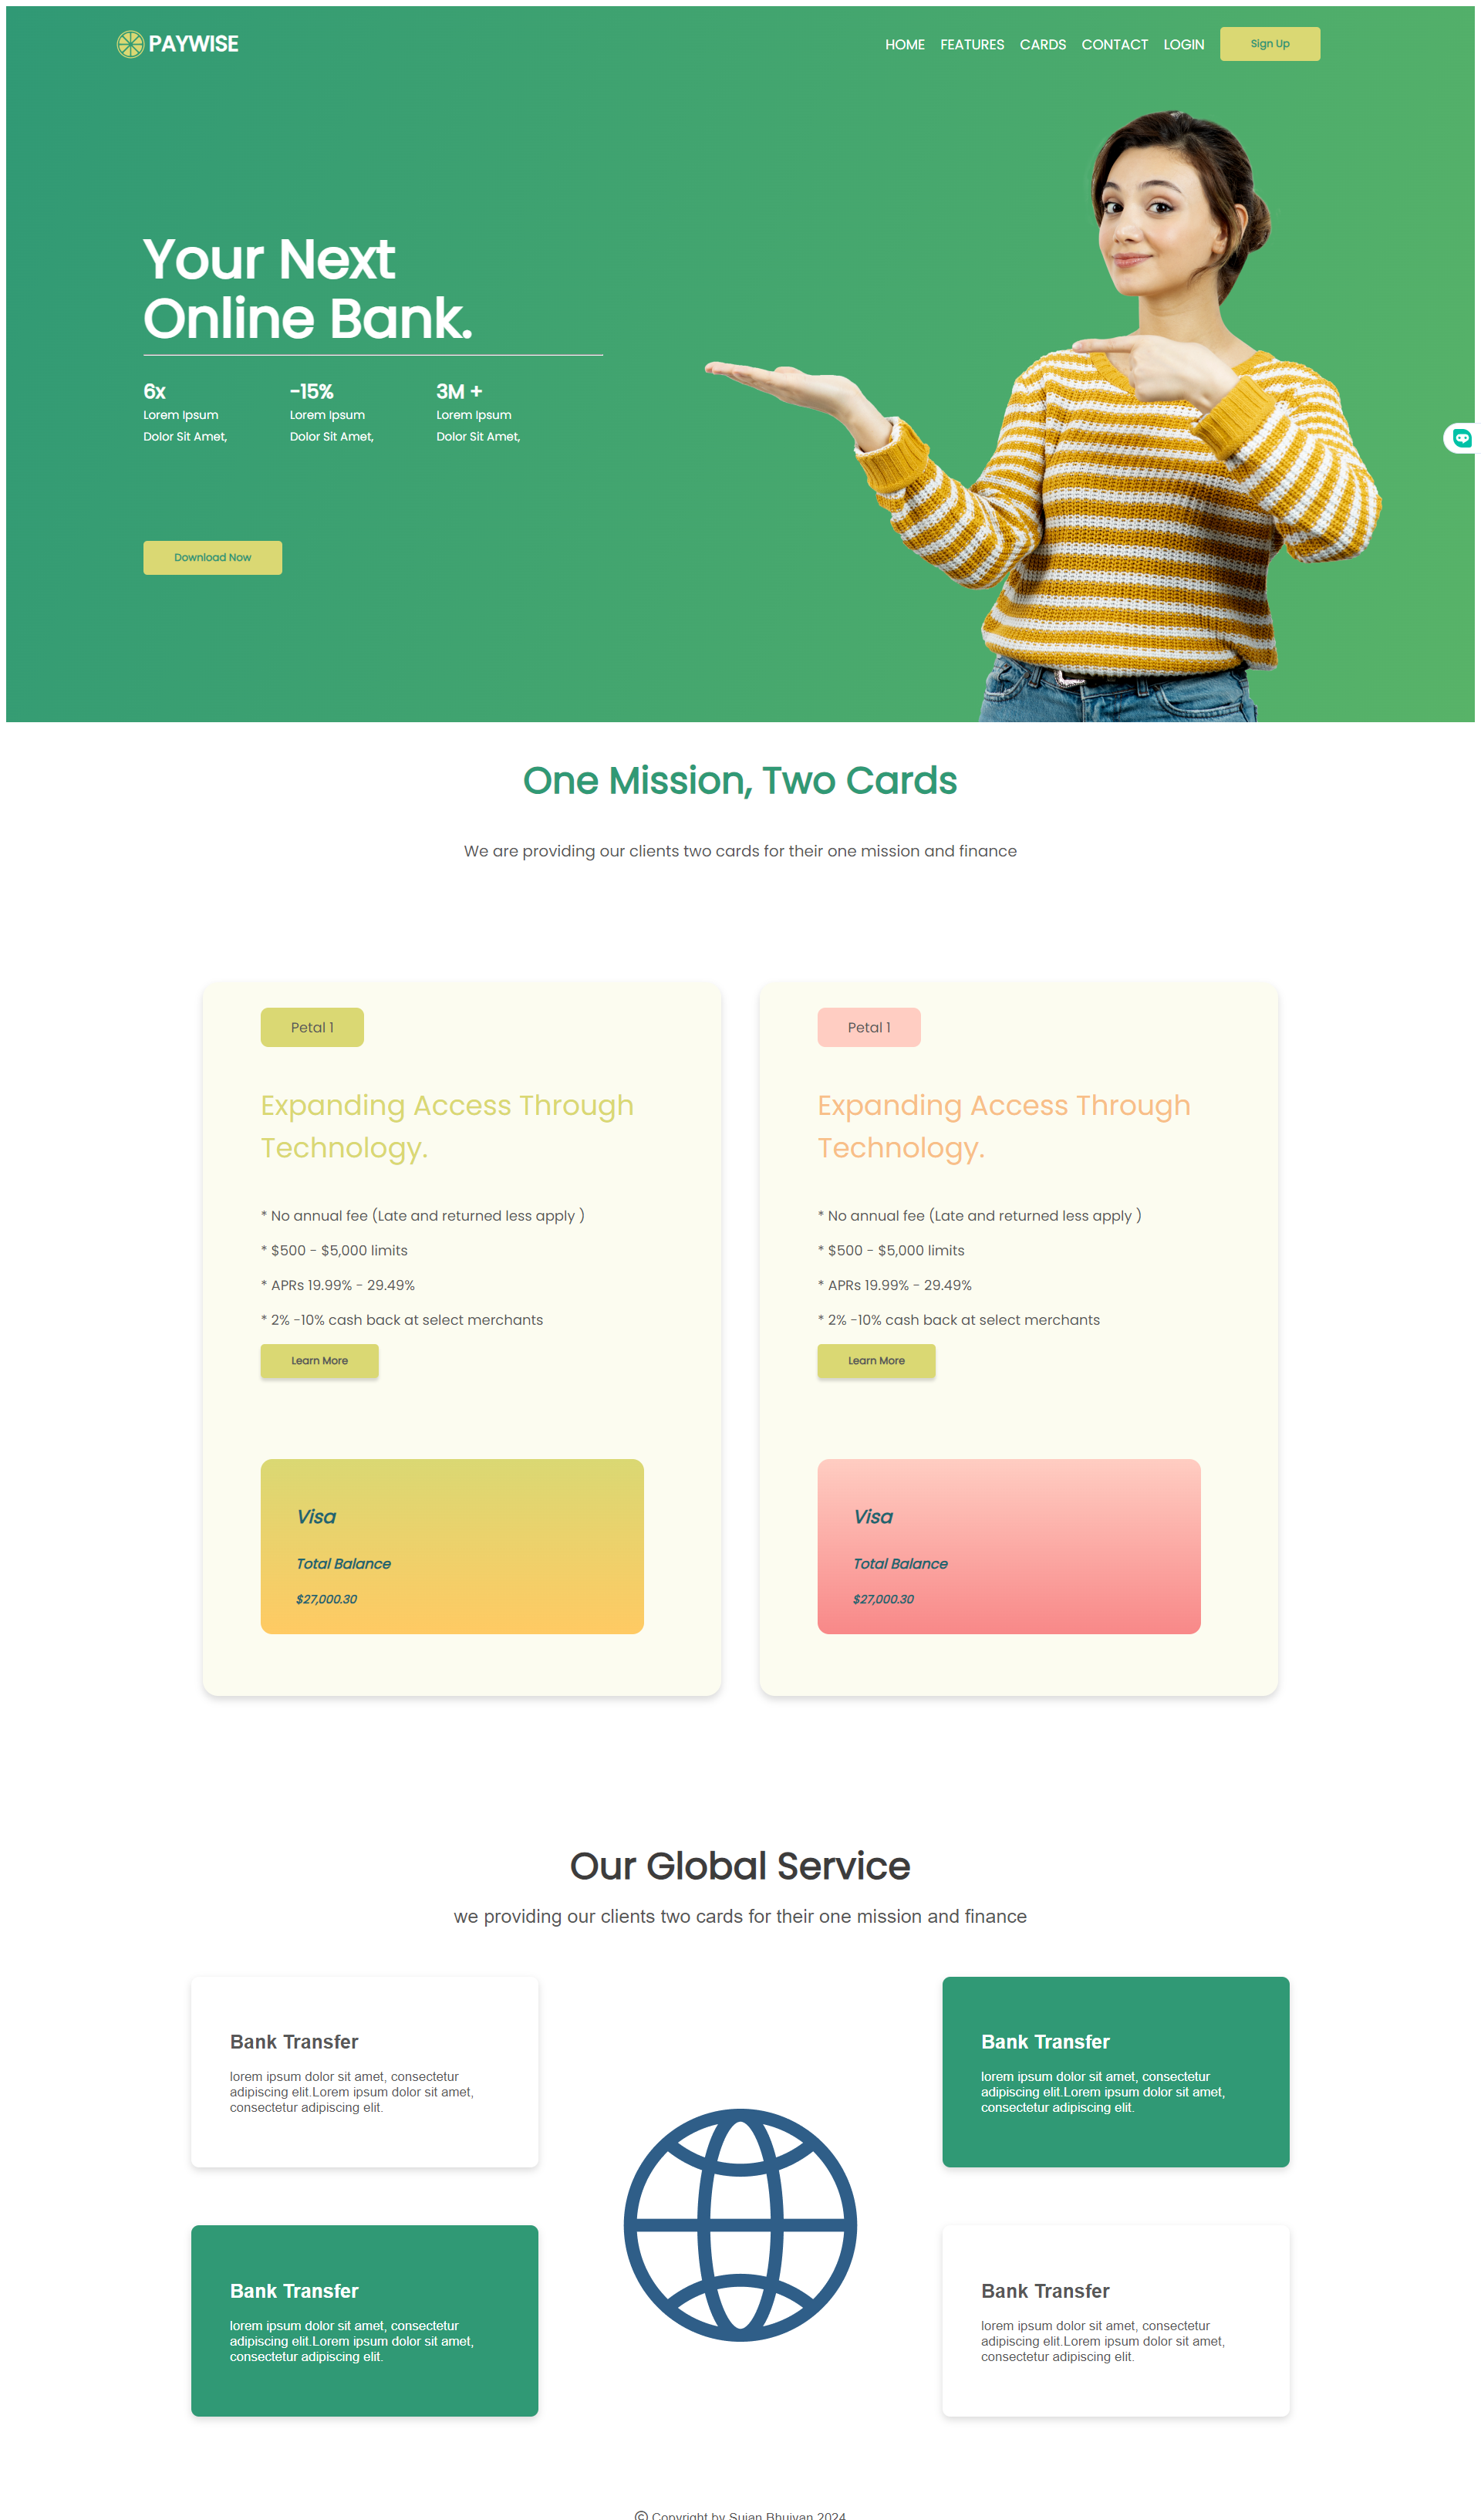 PAYWISE
HOME FEATURES CARDS CONTACT LOGIN Sign Up
Your Next
Online Bank.
6x
Lorem Ipsum
Dolor Sit Amet,
-15%
Lorem Ipsum
Dolor Sit Amet,
3M +
Lorem Ipsum
Dolor Sit Amet,
Download Now
One Mission, Two Cards
We are providing our clients two cards for their one mission and finance
Petal 1
Expanding Access Through
Technology.
* No annual fee (Late and returned less apply )
* $500 - $5,000 limits
* APRs 19.99% - 29.49%
* 2% -10% cash back at select merchants
Learn More
Visa
Total Balance
$27,000.30
Petal 1
Expanding Access Through
Technology.
* No annual fee (Late and returned less apply )
* $500 - $5,000 limits
* APRs 19.99% - 29.49%
* 2% -10% cash back at select merchants
Learn More
Visa
Total Balance
$27,000.30
Our Global Service
we providing our clients two cards for their one mission and finance
Bank Transfer
lorem ipsum dolor sit amet, consectetur
adipiscing elit.Lorem ipsum dolor sit amet,
consectetur adipiscing elit.
Bank Transfer
lorem ipsum dolor sit amet, consectetur
adipiscing elit.Lorem ipsum dolor sit amet,
consectetur adipiscing elit.
Bank Transfer
lorem ipsum dolor sit amet, consectetur
adipiscing elit.Lorem ipsum dolor sit amet,
consectetur adipiscing elit.
Bank Transfer
lorem ipsum dolor sit amet, consectetur
adipiscing elit.Lorem ipsum dolor sit amet,
consectetur adipiscing elit.
© Copyright by Sujan Bhuiyan 2024